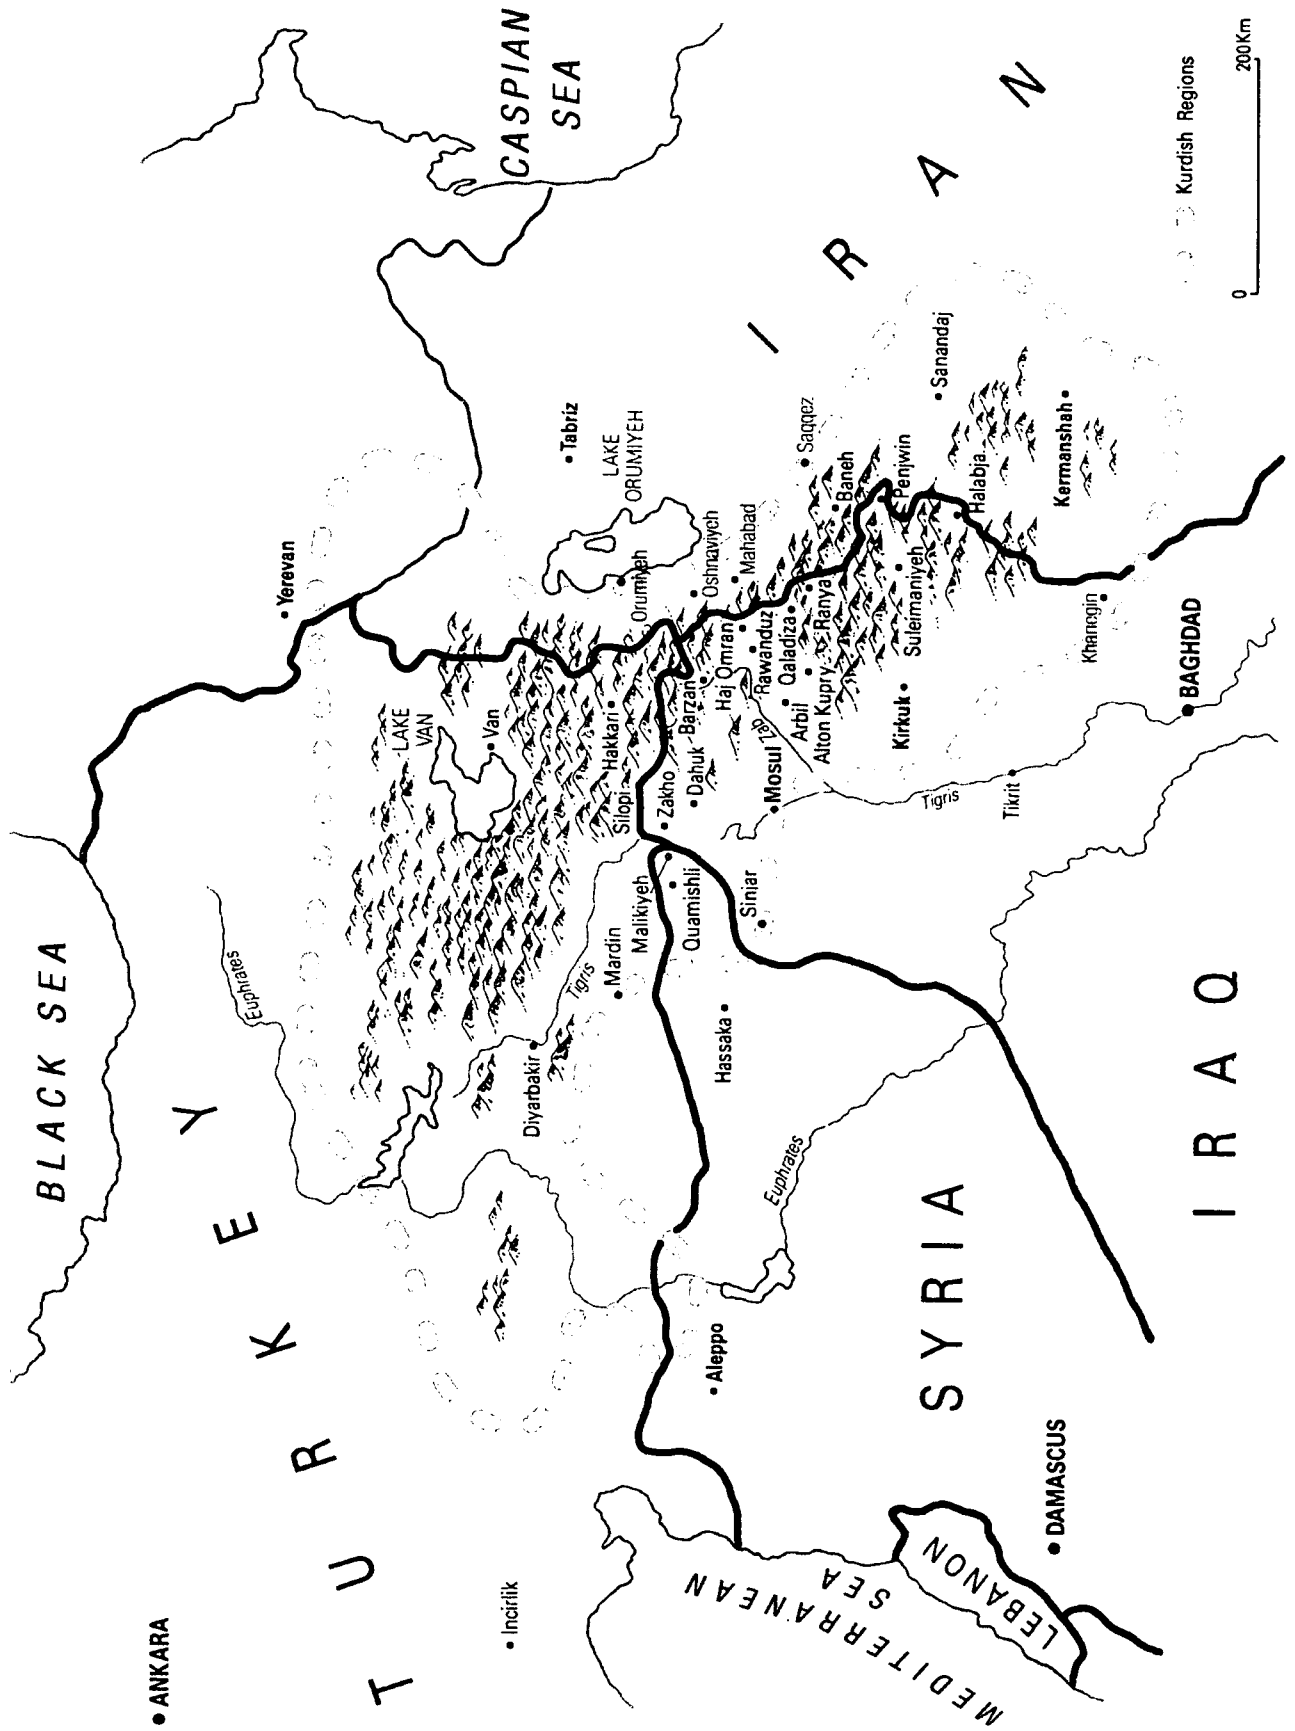 BLACK SEA
CASPIAN
SEA
ANKARA
TURKEY
Euphrates
Yerevan
LAKE
VAN
Van
Tabriz
LAKE
ORUMIYEH
Orumiyeh
Incirlik
Diyarbakir
Tigris
Mardin
Silopi
Hakkari
Oshnaviyeh
Mahabad
Malikiyeh
Zakho
Barzan
Quamishli
Dahuk
Haj Omran
Aleppo
Hassaka
Sinjar
Mosul
Zab
Rawanduz
Qaladiza
Ranya
Saqqez
Baneh
Arbil
Alton Kupry
Penjwin
IRAN
Euphrates
Kirkuk
Suleimaniyeh
Sanandaj
Tigris
Halabja
Tikrit
Kermanshah
Khanoqin
MEDITERRANEAN
SEA
LEBANON
SYRIA
DAMASCUS
BAGHDAD
IRAQ
Kurdish Regions
0
200Km